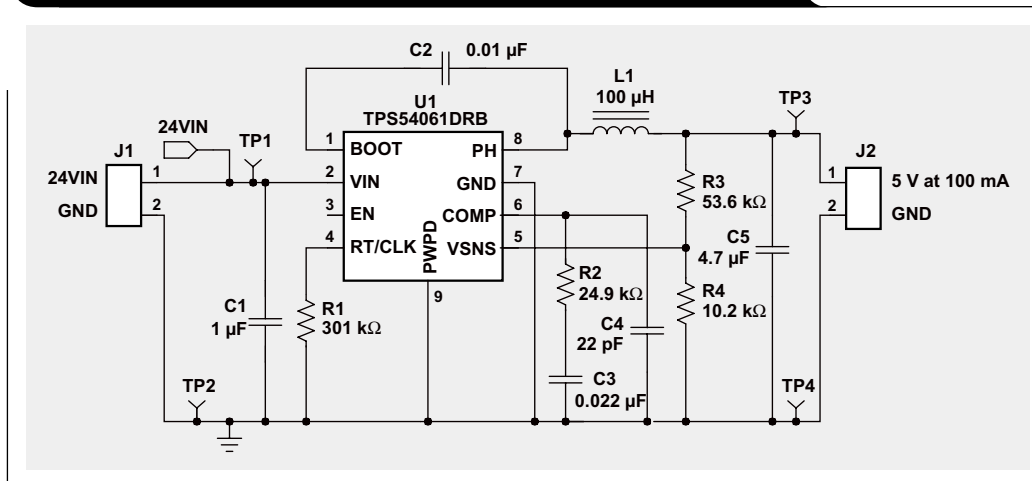 C2 0.01 µF
L1
100 µH
U1
TPS54061DRB
TP3
24VIN
TP1
J1
J2
1 BOOT PH 8
24VIN 1
2 VIN GND 7
R3
53.6 kΩ
1 5 V at 100 mA
GND 2
3 EN COMP 6
2 GND
4 RT/CLK VSNS 5
PWPD
9
C5
4.7 µF
R2
24.9 kΩ
R4
10.2 kΩ
C1
1 µF
R1
301 kΩ
C4
22 pF
C3
0.022 µF
TP2
TP4